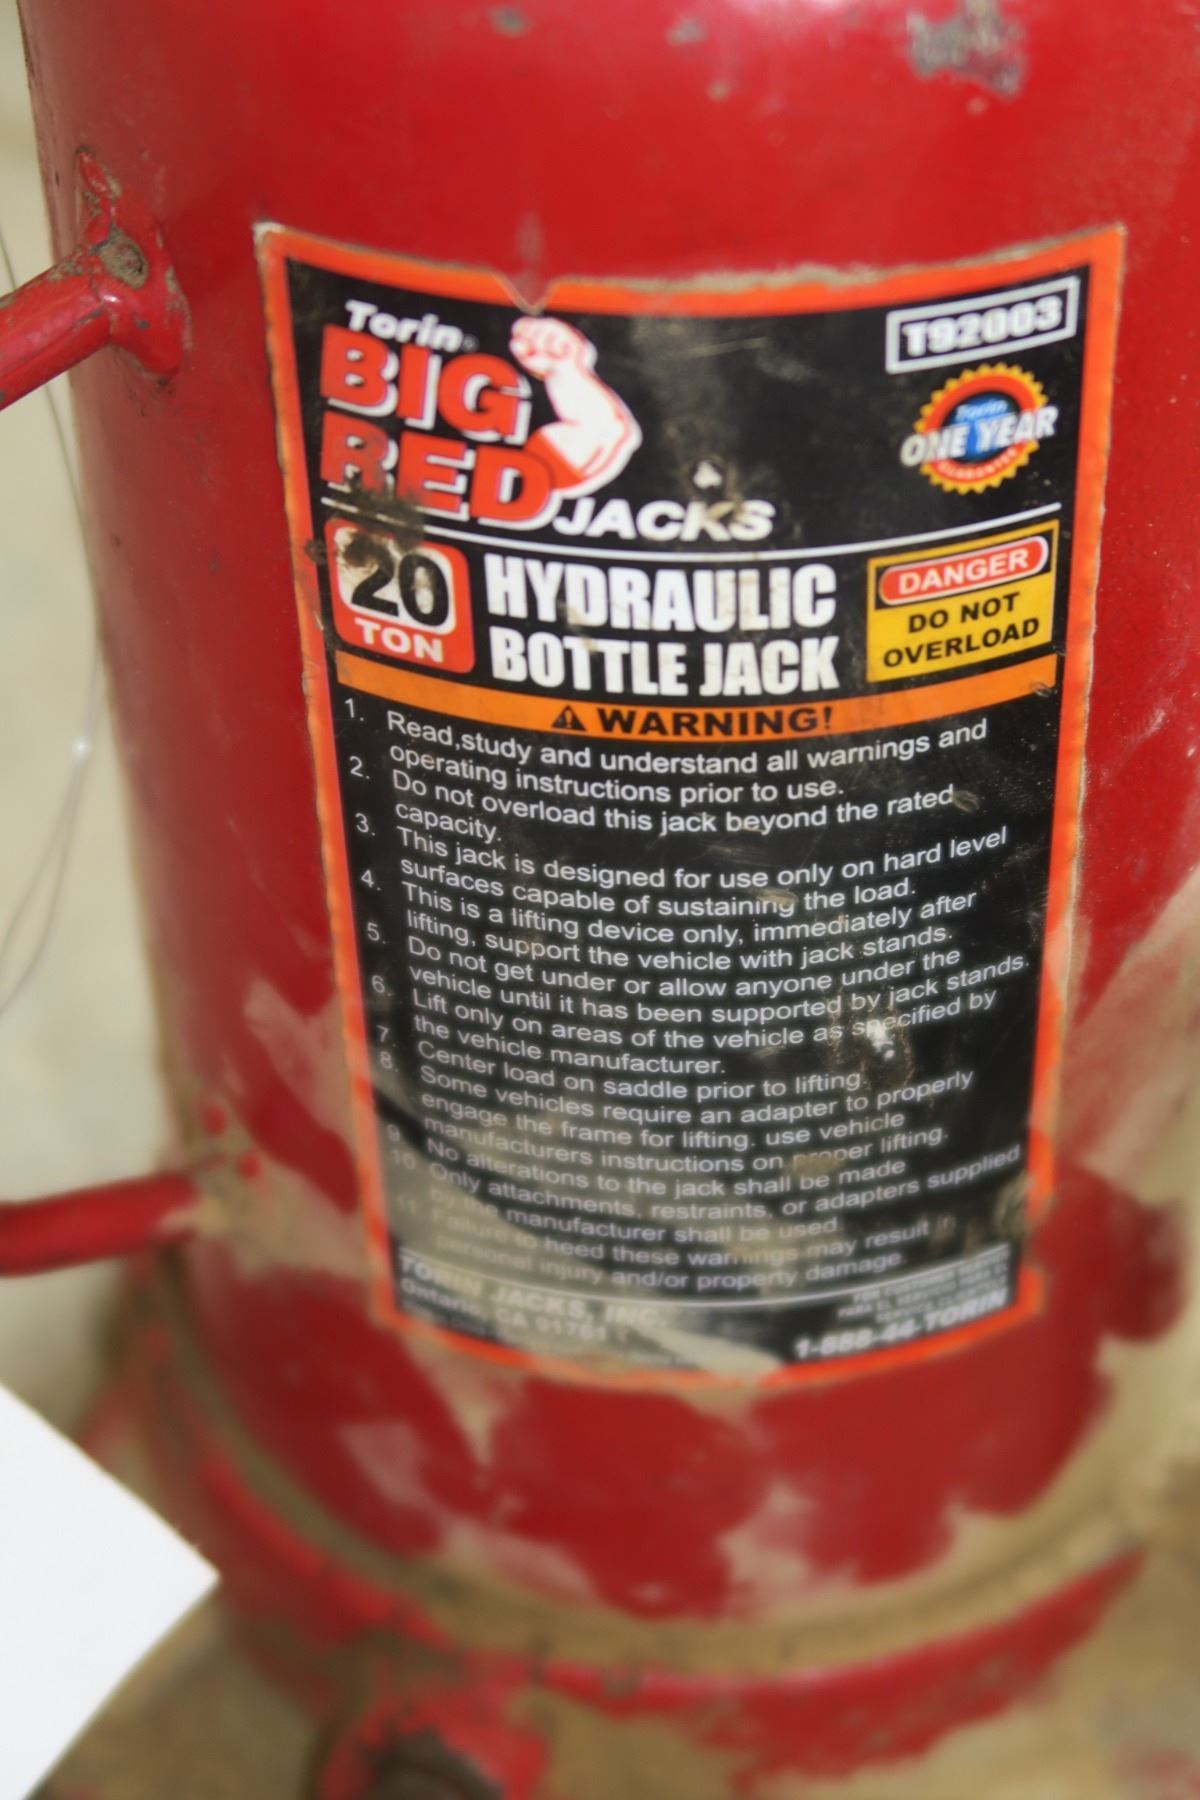 Torin
BIG
RED
JACKS
T92003
Torin
ONE YEAR
GUARANTEE
20
TON
HYDRAULIC
BOTTLE JACK
DANGER
DO NOT
OVERLOAD
WARNING!
1. Read,study and understand all warnings and
operating instructions prior to use.
2. Do not overload this jack beyond the rated
capacity.
3. This jack is designed for use only on hard level
surfaces capable of sustaining the load.
4. This is a lifting device only, immediately after
lifting, support the vehicle with jack stands.
5. Do not get under or allow anyone under the
vehicle until it has been supported by jack stands.
6. Lift only on areas of the vehicle as specified by
the vehicle manufacturer.
7. Center load on saddle prior to lifting.
8. Some vehicles require an adapter to properly
engage the frame for lifting. use vehicle
manufacturers instructions on proper lifting.
9. No alterations to the jack shall be made
10. Only attachments, restraints, or adapters supplied
by the manufacturer shall be used
11. Failure to heed these warnings may result in
personal injury and/or property damage.
TORIN JACKS, INC.
Ontario, CA 91761
FOR CUSTOMER SERVICE
1-888-44-TORIN